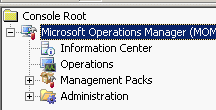 Console Root
Microsoft Operations Manager (MOM
Information Center
Operations
Management Packs
Administration